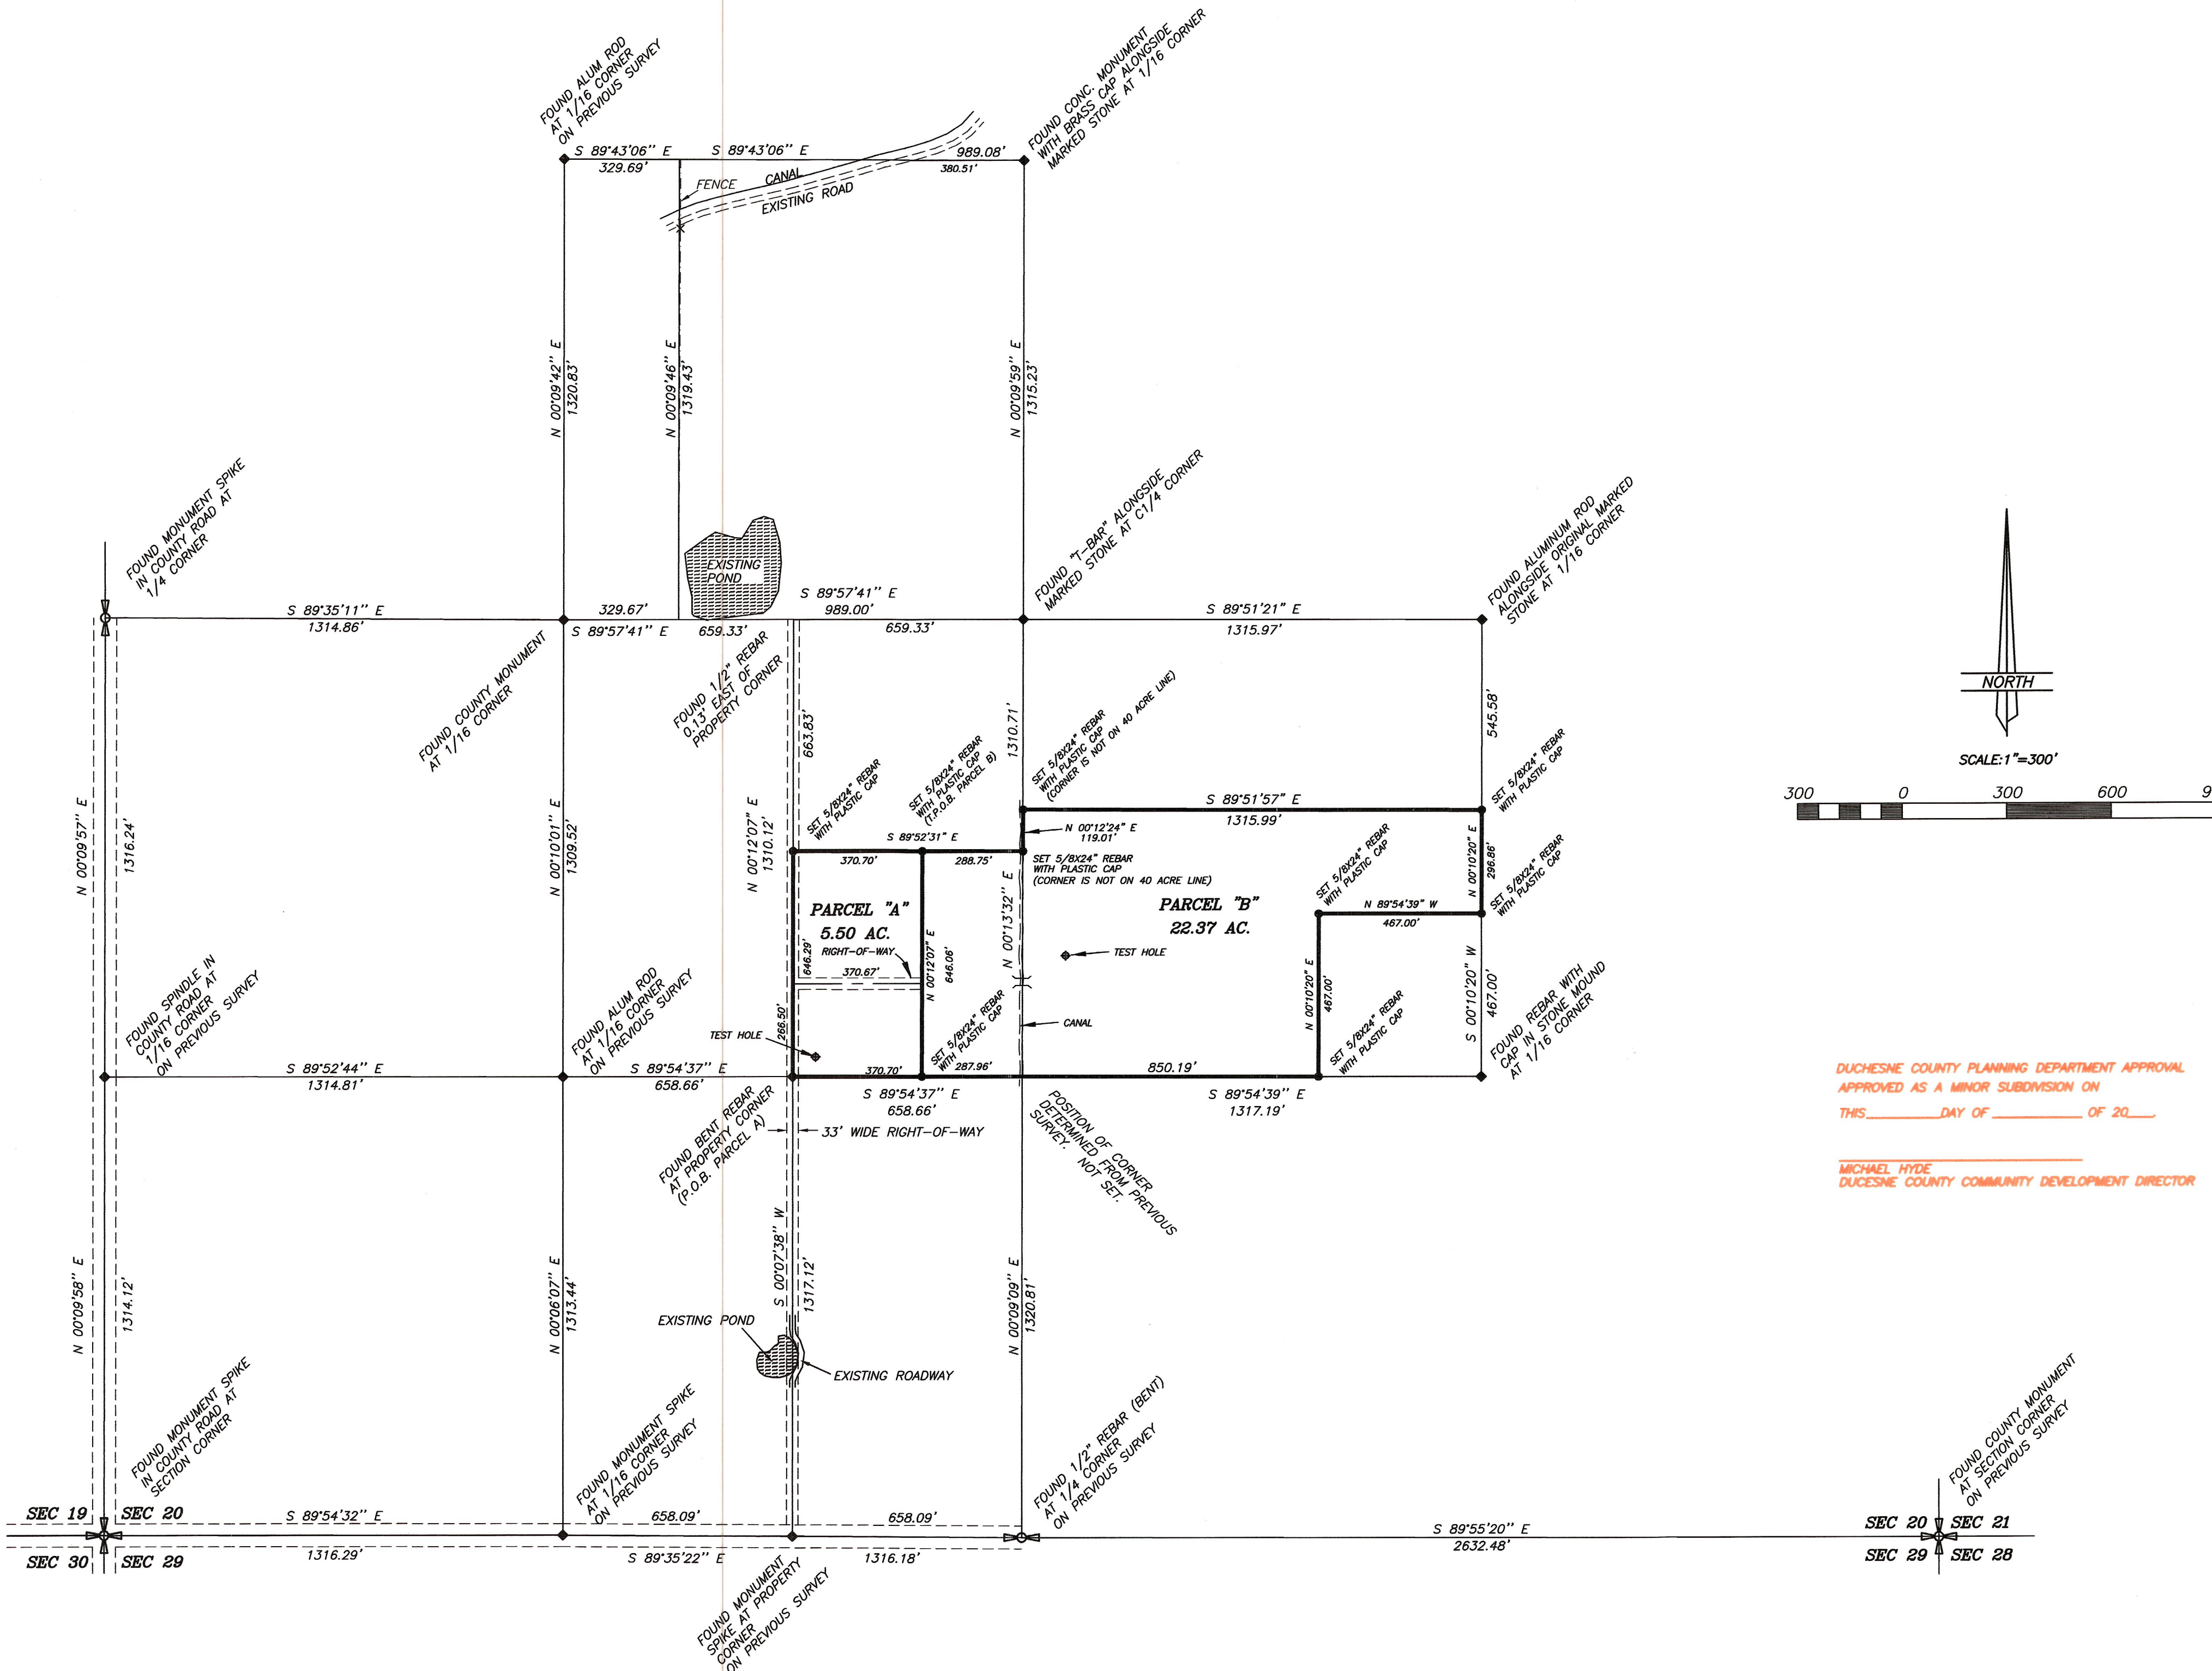 FOUND ALUM ROD
AT 1/16 CORNER
ON PREVIOUS SURVEY
FOUND CONC. MONUMENT
WITH BRASS CAP ALONGSIDE
MARKED STONE AT 1/16 CORNER
S 89°43'06'' E
329.69'
S 89°43'06'' E
989.08'
380.51'
FENCE
CANAL
EXISTING ROAD
N 00°09'42'' E
1320.83'
N 00°09'46'' E
1319.43'
N 00°09'59'' E
1315.23'
FOUND MONUMENT SPIKE
IN COUNTY ROAD AT
1/4 CORNER
EXISTING
POND
FOUND "T-BAR" ALONGSIDE
MARKED STONE AT C1/4 CORNER
FOUND ALUMINUM ROD
ALONGSIDE ORIGINAL MARKED
STONE AT 1/16 CORNER
S 89°35'11'' E
1314.86'
329.67'
S 89°57'41'' E
S 89°57'41'' E
989.00'
659.33'
659.33'
S 89°51'21" E
1315.97'
FOUND COUNTY MONUMENT
AT 1/16 CORNER
FOUND 1/2" REBAR
0.13' EAST OF
PROPERTY CORNER
663.83'
1310.71'
545.58'
NORTH
SCALE:1"=300'
300
0
300
600
9
N 00°09'57'' E
1316.24'
N 00°10'01'' E
1309.52'
N 00°12'07'' E
1310.12'
SET 5/8X24" REBAR
WITH PLASTIC CAP
SET 5/8X24" REBAR
WITH PLASTIC CAP
(T.P.O.B. PARCEL B)
SET 5/8X24" REBAR
WITH PLASTIC CAP
(CORNER IS NOT ON 40 ACRE LINE)
S 89°51'57'' E
1315.99'
SET 5/8X24" REBAR
WITH PLASTIC CAP
S 89°52'31" E
370.70'
288.75'
N 00°12'24" E
119.01'
SET 5/8X24" REBAR
WITH PLASTIC CAP
(CORNER IS NOT ON 40 ACRE LINE)
N 00°10'20" E
296.86'
SET 5/8X24" REBAR
WITH PLASTIC CAP
SET 5/8X24" REBAR
WITH PLASTIC CAP
N 89°54'39" W
467.00'
PARCEL "A"
5.50 AC.
RIGHT-OF-WAY
370.67'
646.29'
266.50'
N 00°12'07" E
646.06'
N 00°13'32'' E
PARCEL "B"
22.37 AC.
TEST HOLE
CANAL
N 00°10'20" E
467.00'
S 00°10'20'' W
467.00'
TEST HOLE
SET 5/8X24" REBAR
WITH PLASTIC CAP
SET 5/8X24" REBAR
WITH PLASTIC CAP
FOUND SPINDLE IN
COUNTY ROAD AT
1/16 CORNER
ON PREVIOUS SURVEY
FOUND ALUM ROD
AT 1/16 CORNER
ON PREVIOUS SURVEY
FOUND REBAR WITH
CAP IN STONE MOUND
AT 1/16 CORNER
S 89°52'44'' E
1314.81'
S 89°54'37'' E
658.66'
370.70'
287.96'
S 89°54'37'' E
658.66'
850.19'
S 89°54'39'' E
1317.19'
FOUND BENT REBAR
AT PROPERTY CORNER
(P.O.B. PARCEL A)
33' WIDE RIGHT-OF-WAY
POSITION OF CORNER
DETERMINED FROM PREVIOUS
SURVEY. NOT SET.
DUCHESNE COUNTY PLANNING DEPARTMENT APPROVAL
APPROVED AS A MINOR SUBDIVISION ON
THIS________DAY OF __________ OF 20___.
MICHAEL HYDE
DUCESNE COUNTY COMMUNITY DEVELOPMENT DIRECTOR
N 00°09'58'' E
1314.12'
N 00°06'07'' E
1313.44'
S 00°07'38'' W
1317.12'
N 00°09'09'' E
1320.81'
EXISTING POND
EXISTING ROADWAY
FOUND MONUMENT SPIKE
IN COUNTY ROAD AT
SECTION CORNER
FOUND MONUMENT SPIKE
AT 1/16 CORNER
ON PREVIOUS SURVEY
FOUND 1/2" REBAR (BENT)
AT 1/4 CORNER
ON PREVIOUS SURVEY
FOUND COUNTY MONUMENT
AT SECTION CORNER
ON PREVIOUS SURVEY
SEC 19
SEC 20
SEC 30
SEC 29
S 89°54'32'' E
1316.29'
658.09'
658.09'
S 89°35'22'' E
1316.18'
S 89°55'20'' E
2632.48'
SEC 20
SEC 21
SEC 29
SEC 28
FOUND MONUMENT
SPIKE AT PROPERTY
CORNER
ON PREVIOUS SURVEY